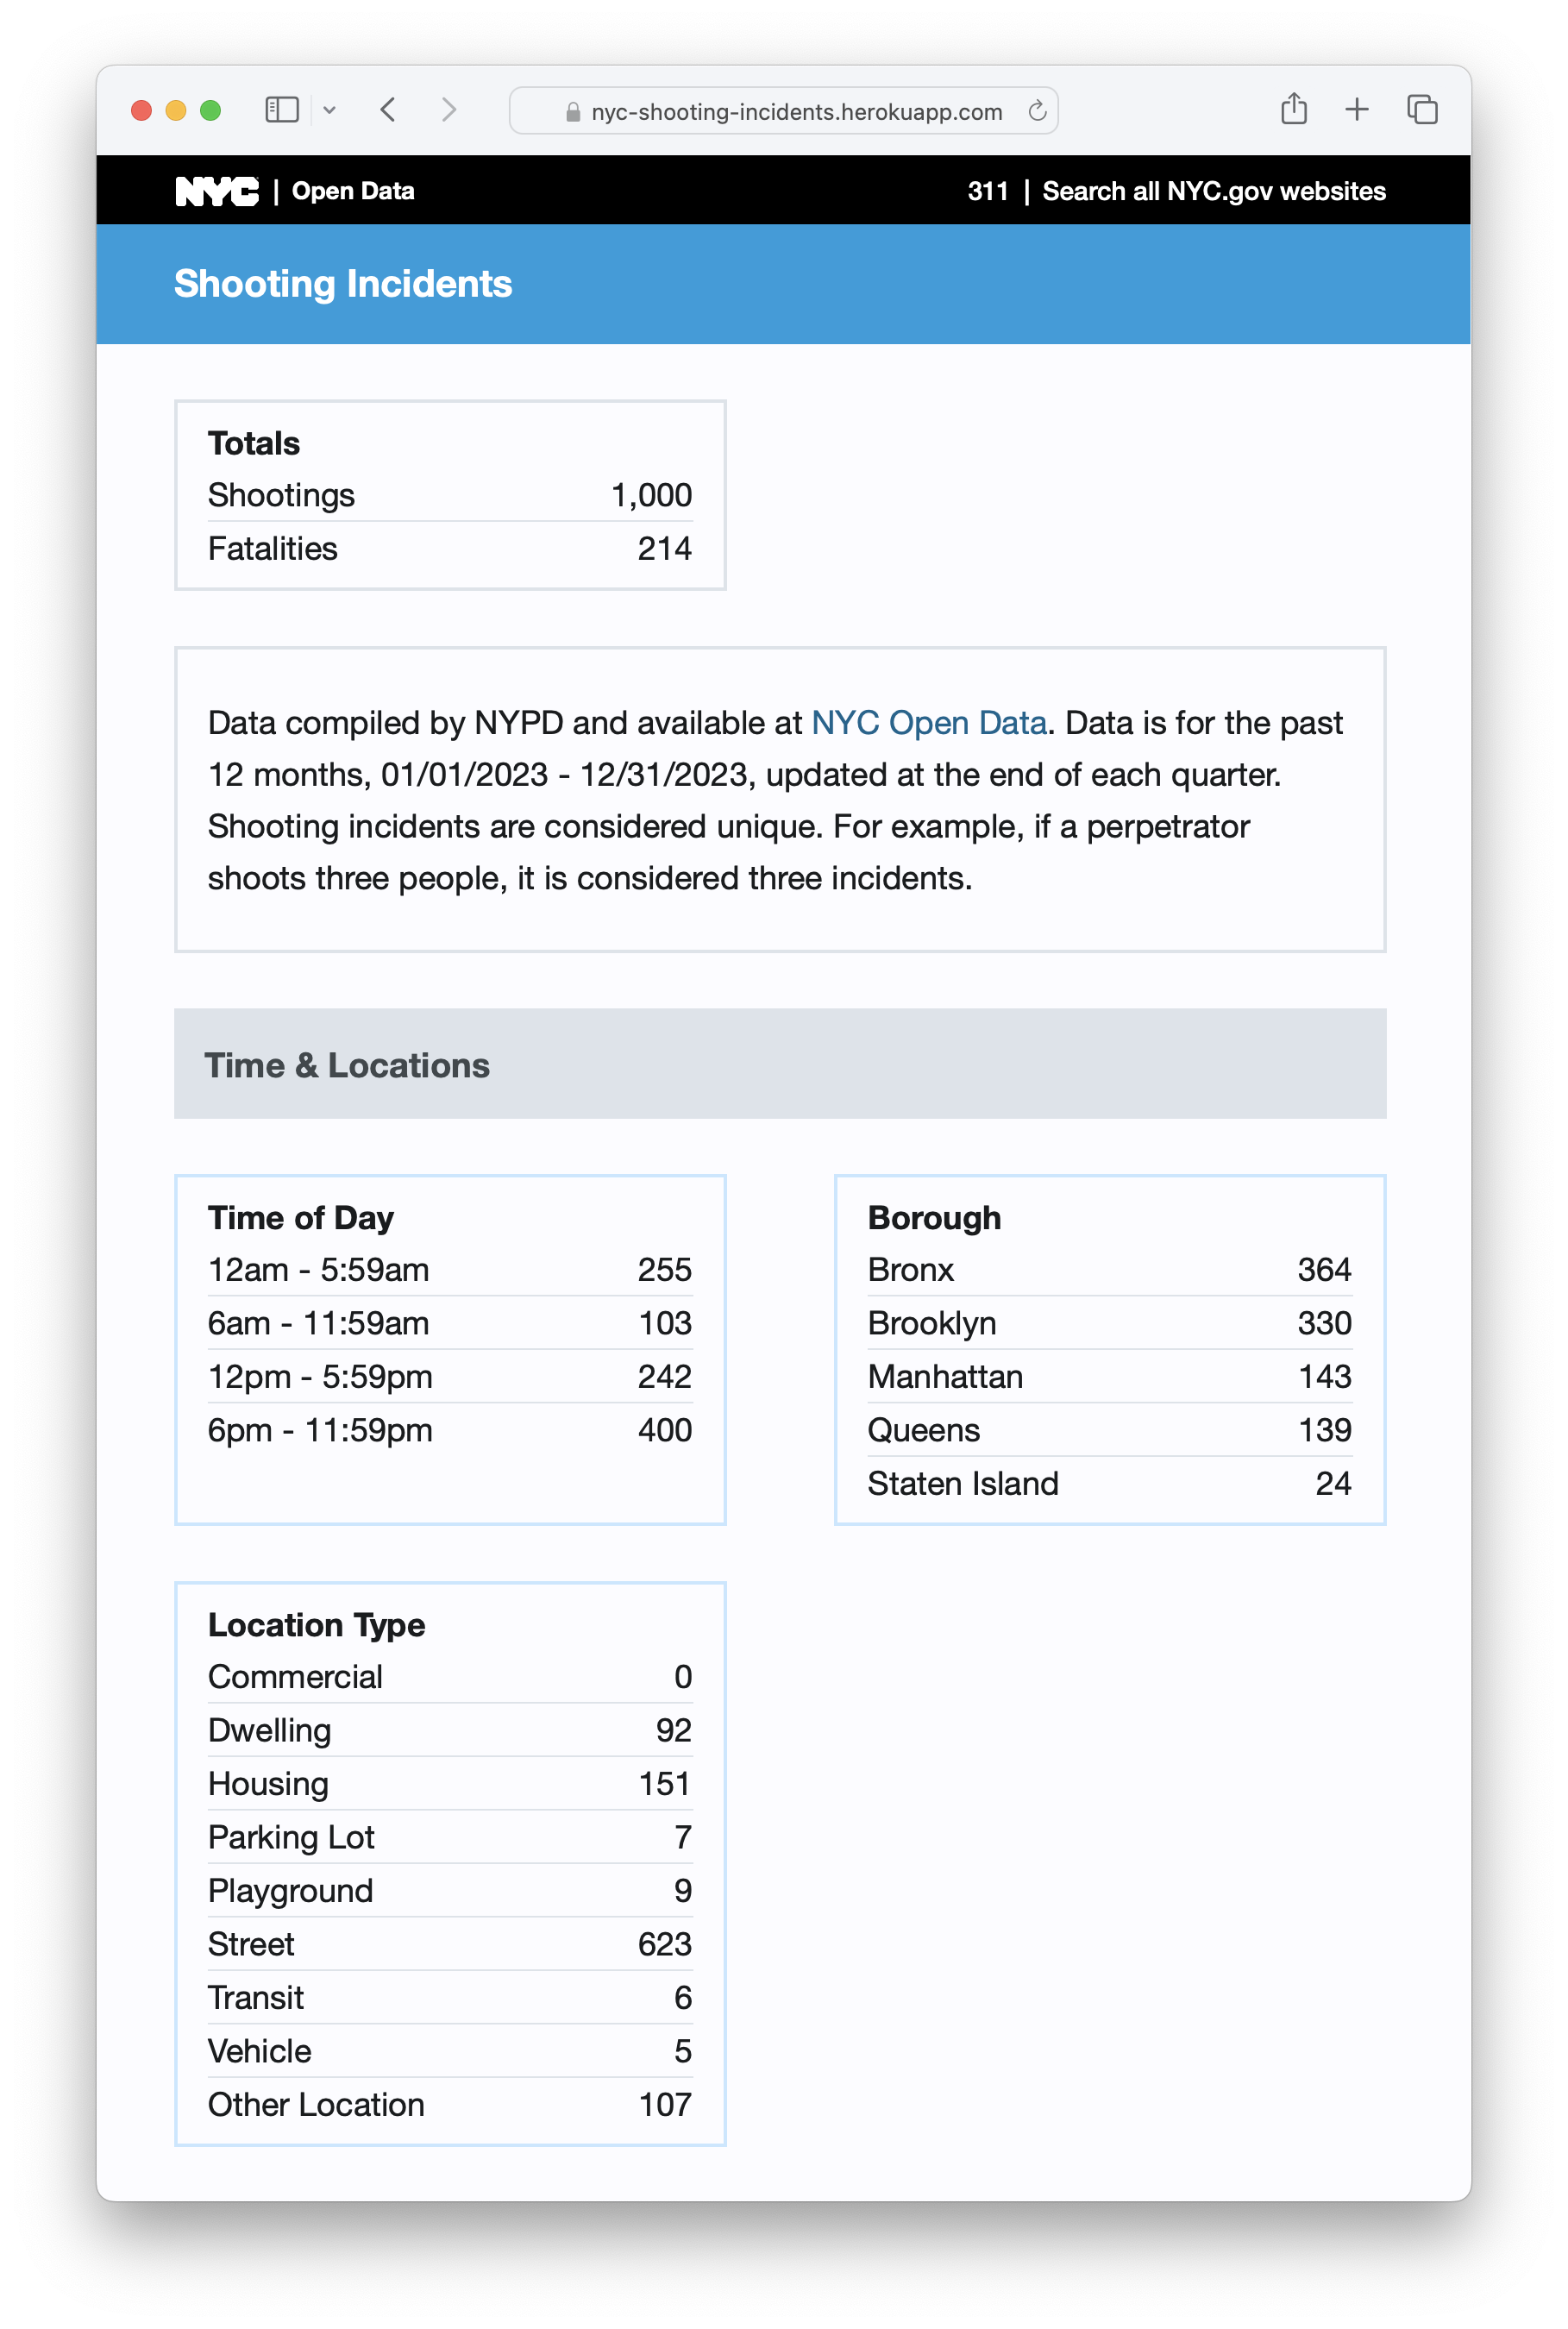 nyc-shooting-incidents.herokuapp.com
NYC | Open Data
311 | Search all NYC.gov websites
Shooting Incidents
Totals
Shootings 1,000
Fatalities 214
Data compiled by NYPD and available at NYC Open Data. Data is for the past
12 months, 01/01/2023 - 12/31/2023, updated at the end of each quarter.
Shooting incidents are considered unique. For example, if a perpetrator
shoots three people, it is considered three incidents.
Time & Locations
Time of Day
12am - 5:59am 255
6am - 11:59am 103
12pm - 5:59pm 242
6pm - 11:59pm 400
Borough
Bronx 364
Brooklyn 330
Manhattan 143
Queens 139
Staten Island 24
Location Type
Commercial 0
Dwelling 92
Housing 151
Parking Lot 7
Playground 9
Street 623
Transit 6
Vehicle 5
Other Location 107